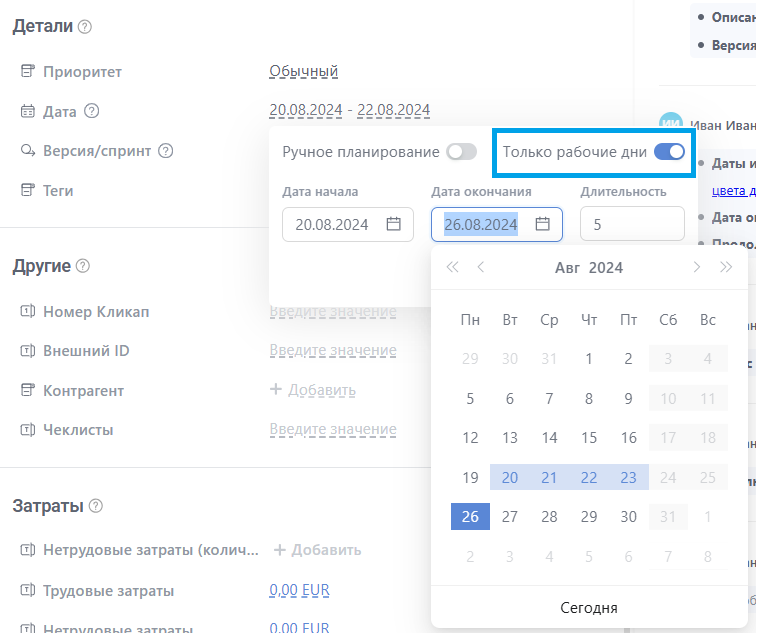 Детали
Приоритет
Обычный
Дата
20.08.2024 - 22.08.2024
Версия/спринт
Теги
Ручное планирование
Только рабочие дни
Дата начала
Дата окончания
Длительность
20.08.2024
26.08.2024
5
Авг 2024
Пн Вт Ср Чт Пт Сб Вс
29 30 31 1 2 3 4
5 6 7 8 9 10 11
12 13 14 15 16 17 18
19 20 21 22 23 24 25
26 27 28 29 30 31 1
2 3 4 5 6 7 8
Сегодня
Другие
Номер Кликап
Введите значение
Внешний ID
Введите значение
Контрагент
+ Добавить
Чеклисты
Введите значение
Затраты
Нетрудовые затраты (колич...
+ Добавить
Трудовые затраты
0,00 EUR
Нетрудовые затраты
0,00 EUR
Версия
ИИ
Иван Иван
Даты и
цвета д